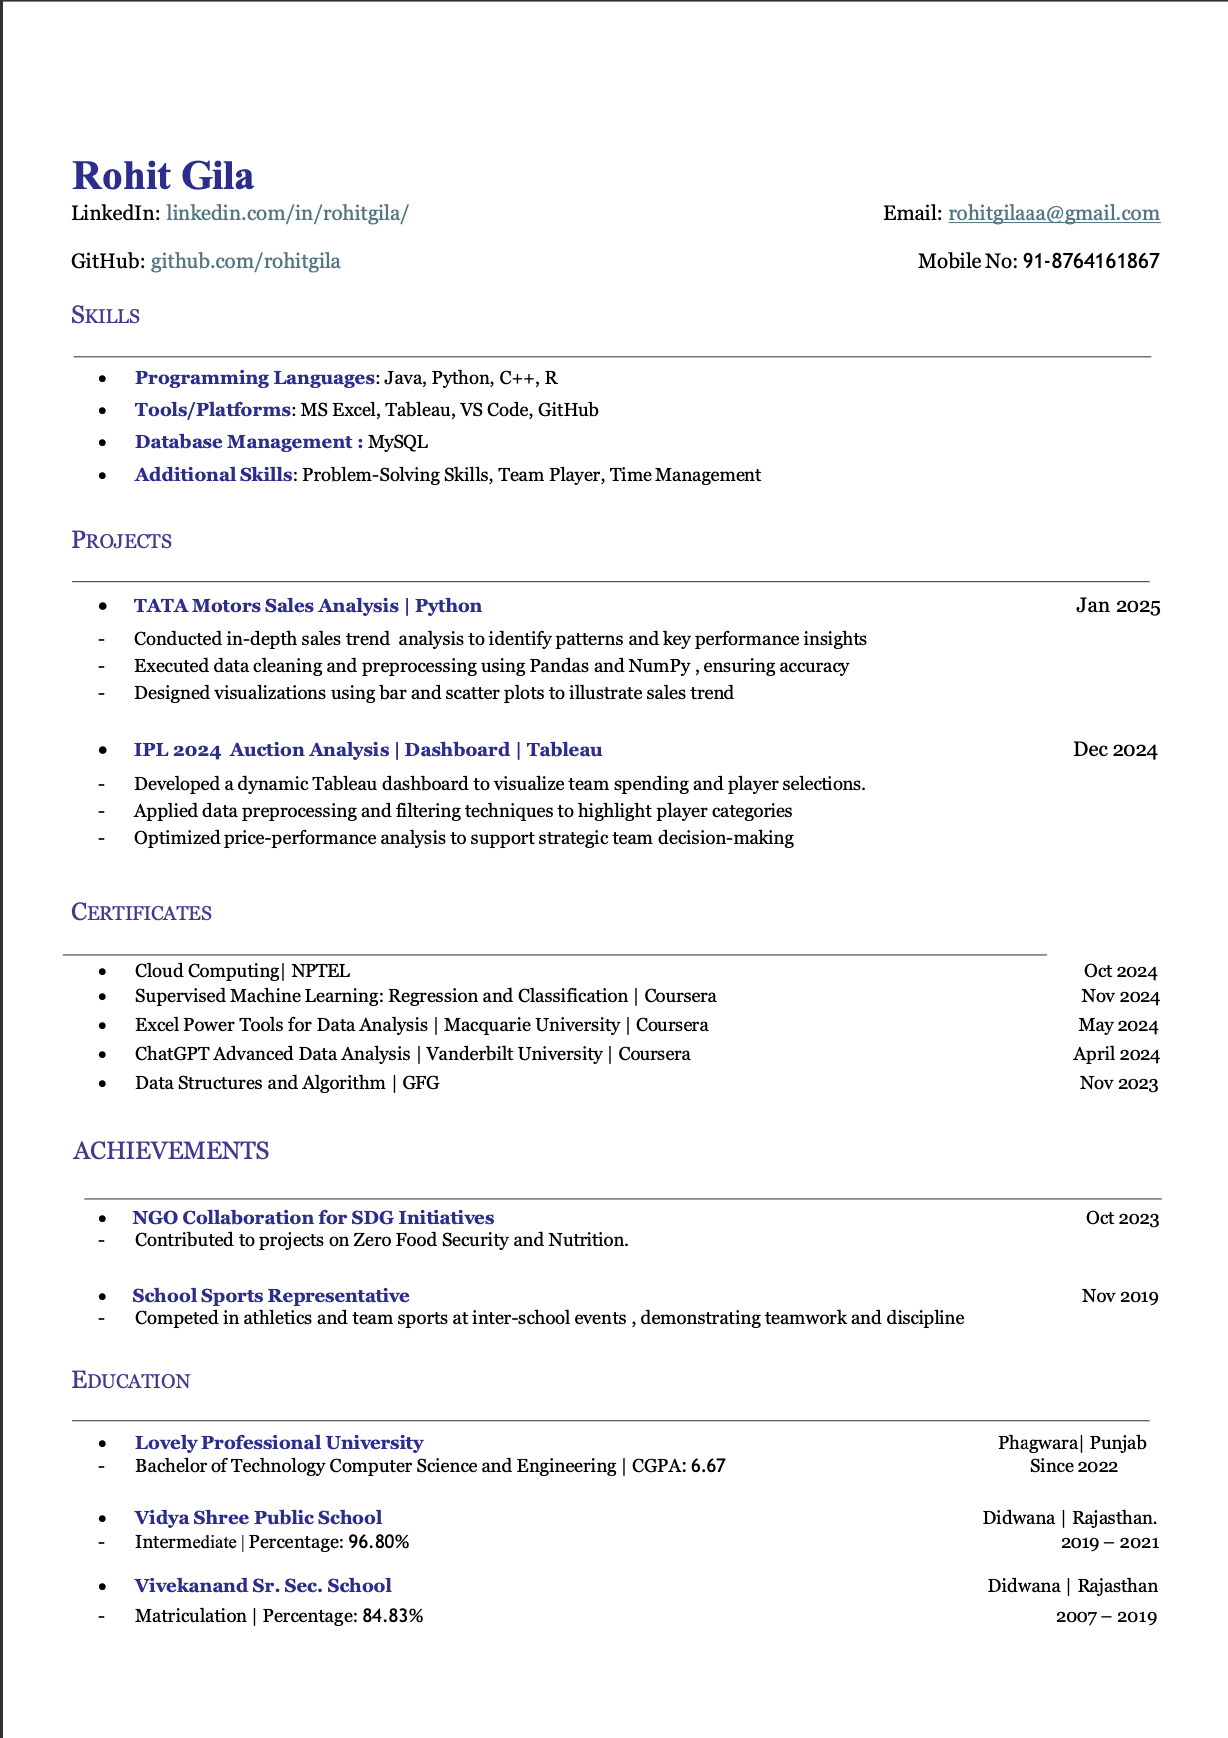 Rohit Gila
LinkedIn: linkedin.com/in/rohitgila/ Email: rohitgilaaa@gmail.com
GitHub: github.com/rohitgila Mobile No: 91-8764161867
SKILLS
• Programming Languages: Java, Python, C++, R
• Tools/Platforms: MS Excel, Tableau, VS Code, GitHub
• Database Management : MySQL
• Additional Skills: Problem-Solving Skills, Team Player, Time Management
PROJECTS
• TATA Motors Sales Analysis | Python Jan 2025
- Conducted in-depth sales trend analysis to identify patterns and key performance insights
- Executed data cleaning and preprocessing using Pandas and NumPy , ensuring accuracy
- Designed visualizations using bar and scatter plots to illustrate sales trend
• IPL 2024 Auction Analysis | Dashboard | Tableau Dec 2024
- Developed a dynamic Tableau dashboard to visualize team spending and player selections.
- Applied data preprocessing and filtering techniques to highlight player categories
- Optimized price-performance analysis to support strategic team decision-making
CERTIFICATES
• Cloud Computing| NPTEL Oct 2024
• Supervised Machine Learning: Regression and Classification | Coursera Nov 2024
• Excel Power Tools for Data Analysis | Macquarie University | Coursera May 2024
• ChatGPT Advanced Data Analysis | Vanderbilt University | Coursera April 2024
• Data Structures and Algorithm | GFG Nov 2023
ACHIEVEMENTS
• NGO Collaboration for SDG Initiatives Oct 2023
- Contributed to projects on Zero Food Security and Nutrition.
• School Sports Representative Nov 2019
- Competed in athletics and team sports at inter-school events , demonstrating teamwork and discipline
EDUCATION
• Lovely Professional University Phagwara| Punjab
- Bachelor of Technology Computer Science and Engineering | CGPA: 6.67 Since 2022
• Vidya Shree Public School Didwana | Rajasthan.
- Intermediate | Percentage: 96.80% 2019 – 2021
• Vivekanand Sr. Sec. School Didwana | Rajasthan
- Matriculation | Percentage: 84.83% 2007 – 2019